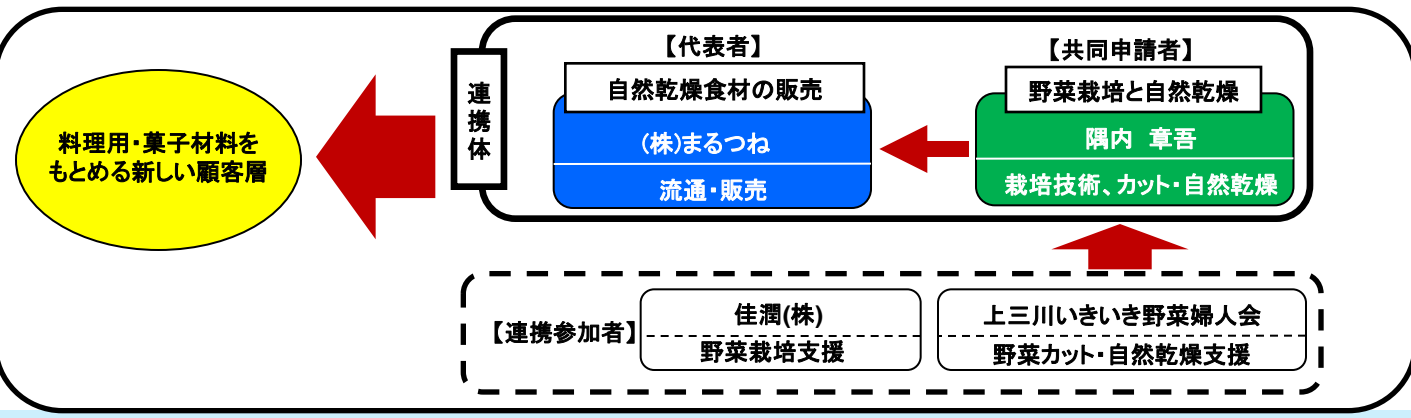 料理用・菓子材料を
もとめる新しい顧客層
連携体
【代表者】
自然乾燥食材の販売
(株)まるつね
流通・販売
【共同申請者】
野菜栽培と自然乾燥
隅内 章吾
栽培技術、カット・自然乾燥
【連携参加者】
佳潤(株)
野菜栽培支援
上三川いきいき野菜婦人会
野菜カット・自然乾燥支援